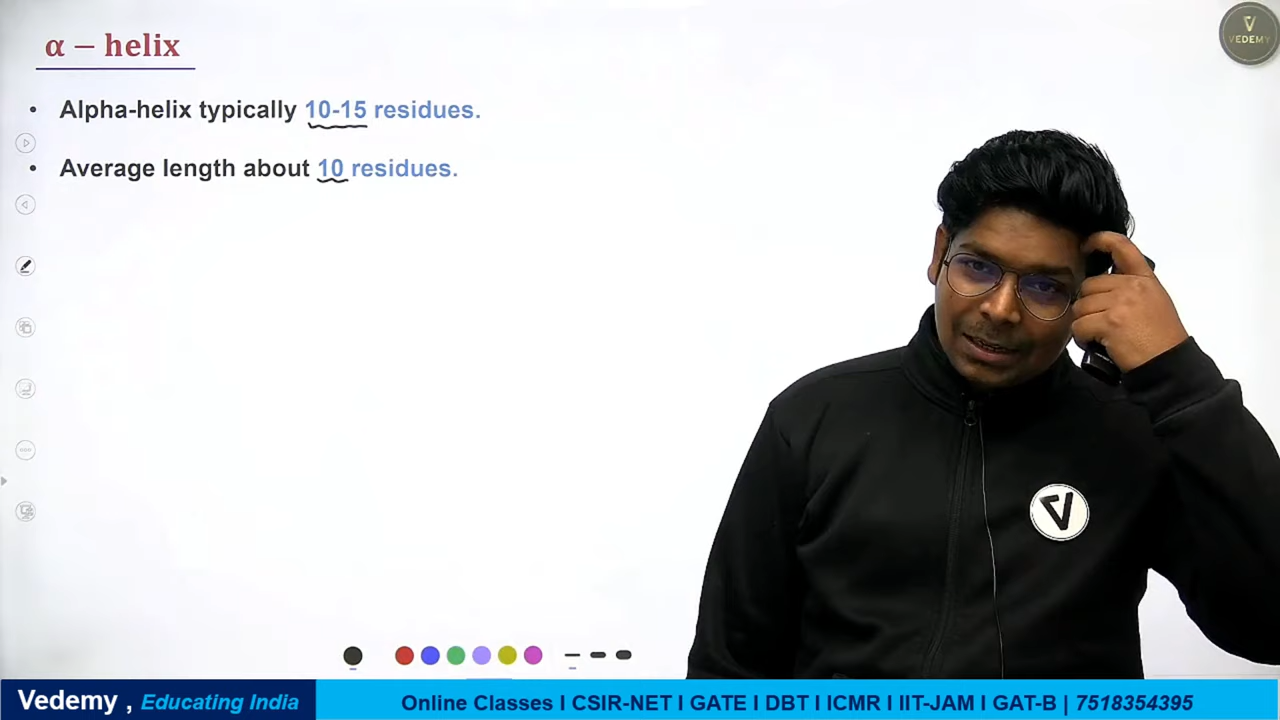 α − helix
VEDEMY
• Alpha-helix typically 10-15 residues.
• Average length about 10 residues.
Vedemy , Educating India
Online Classes I CSIR-NET I GATE I DBT I ICMR I IIT-JAM I GAT-B | 7518354395